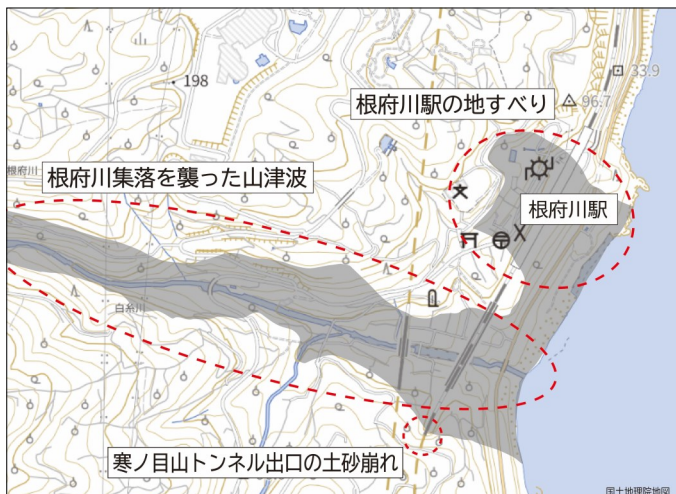 198
33.9
根府川駅の地すべり
96.7
根府川
根府川集落を襲った山津波
根府川駅
白糸川
寒ノ目山トンネル出口の土砂崩れ
国土地理院地図